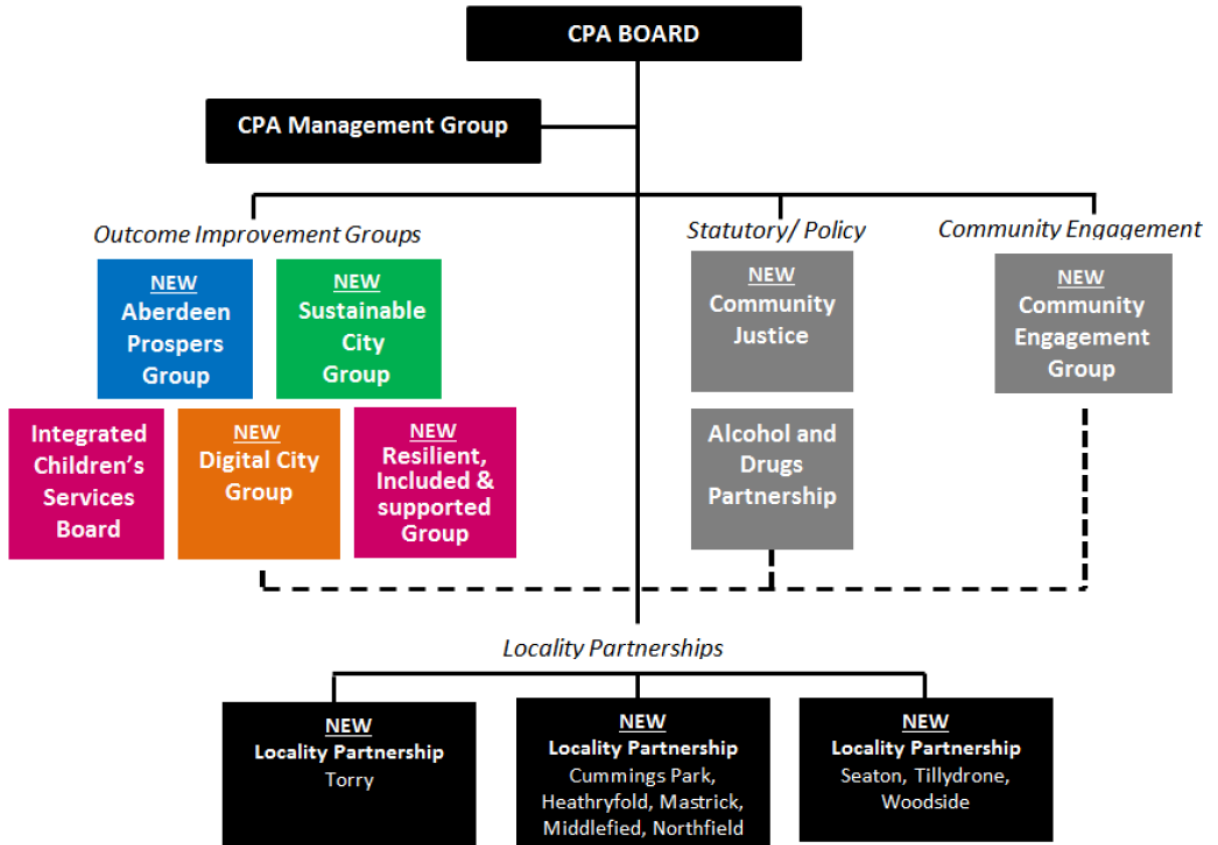 CPA BOARD
CPA Management Group
Outcome Improvement Groups
NEW
Aberdeen
Prospers
Group
NEW
Sustainable
City
Group
Integrated
Children’s
Services
Board
NEW
Digital City
Group
NEW
Resilient,
Included &
supported
Group
Statutory/ Policy
NEW
Community
Justice
Alcohol and
Drugs
Partnership
Community Engagement
NEW
Community
Engagement
Group
Locality Partnerships
NEW
Locality Partnership
Torry
NEW
Locality Partnership
Cummings Park,
Heathryfold, Mastrick,
Middlefied, Northfield
NEW
Locality Partnership
Seaton, Tillydrone,
Woodside